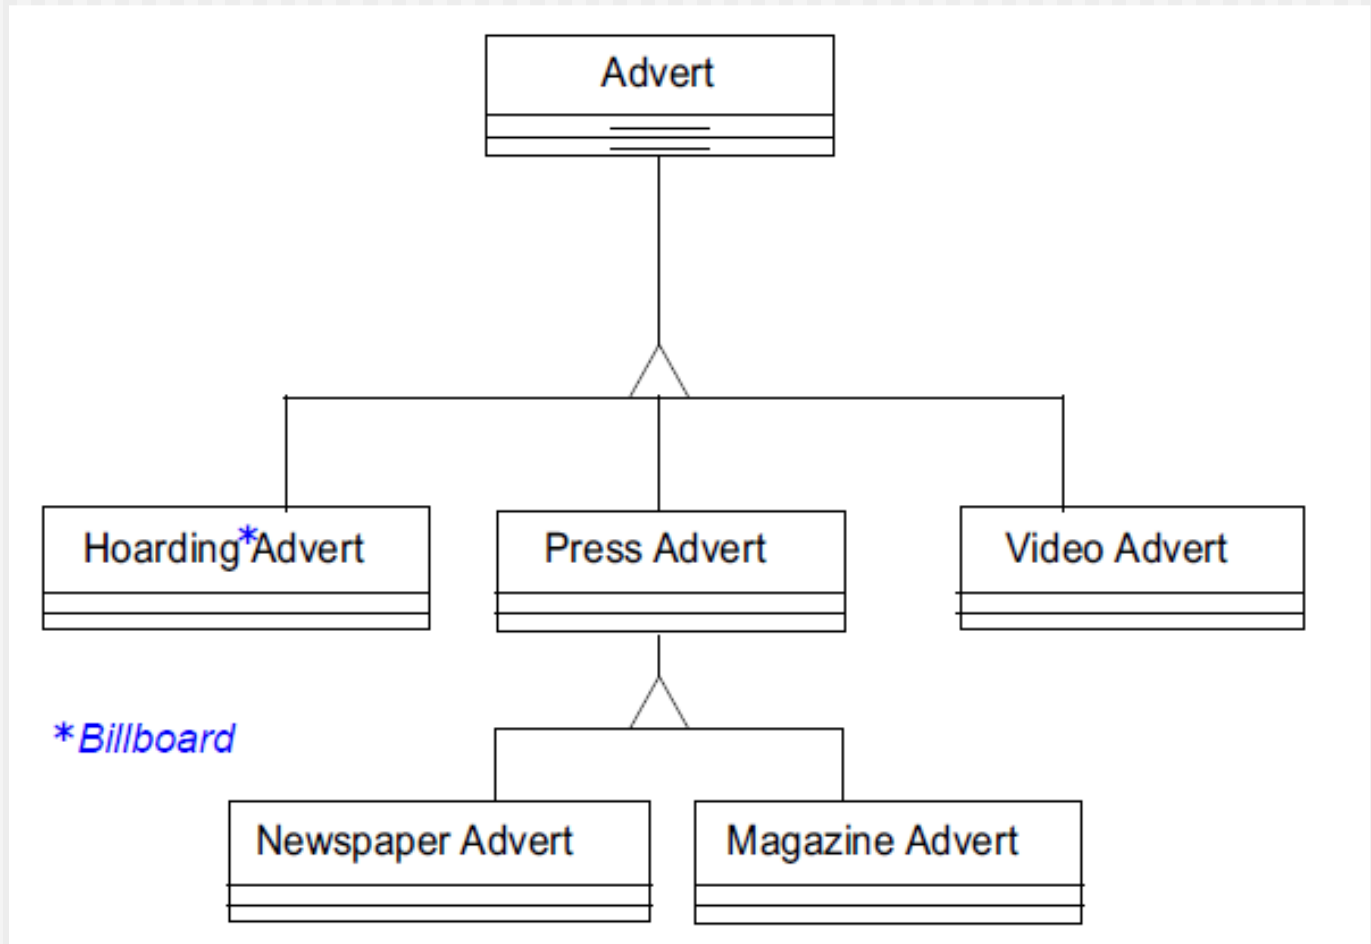 Advert
Hoarding*Advert
Press Advert
Video Advert
*Billboard
Newspaper Advert
Magazine Advert